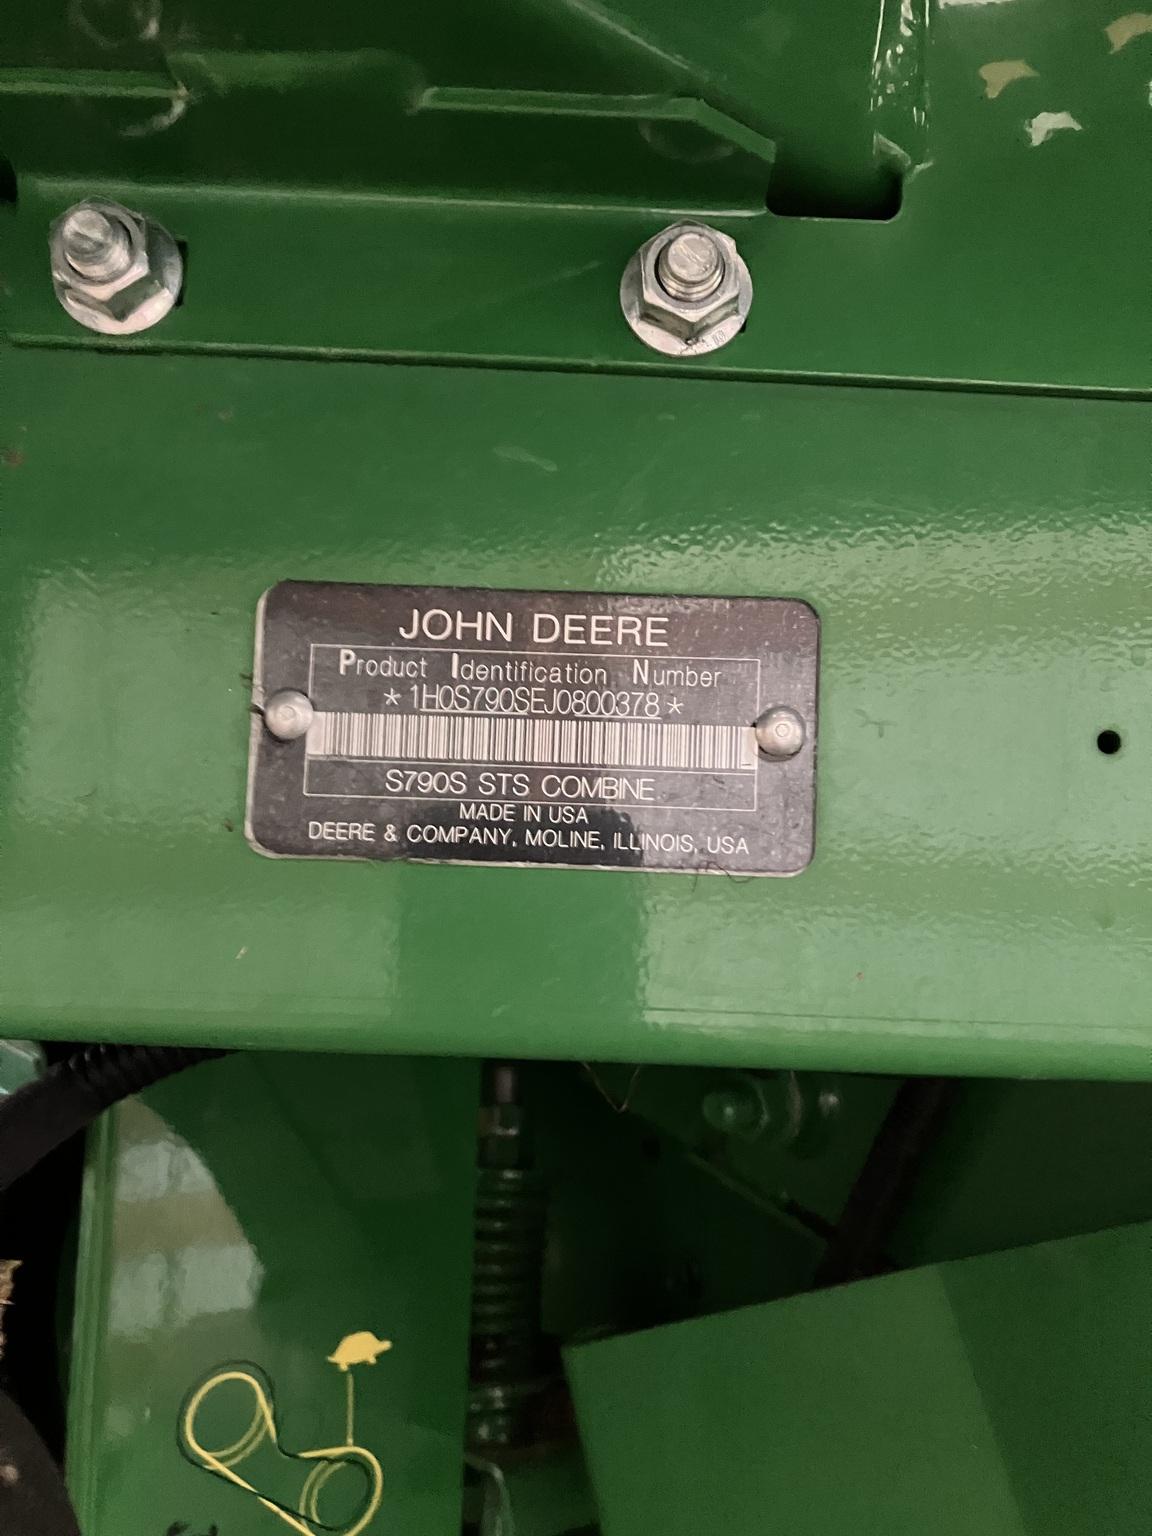 JOHN DEERE
Product Identification Number
*1H0S790SEJ0800378*
S790S STS COMBINE
MADE IN USA
DEERE & COMPANY, MOLINE, ILLINOIS, USA